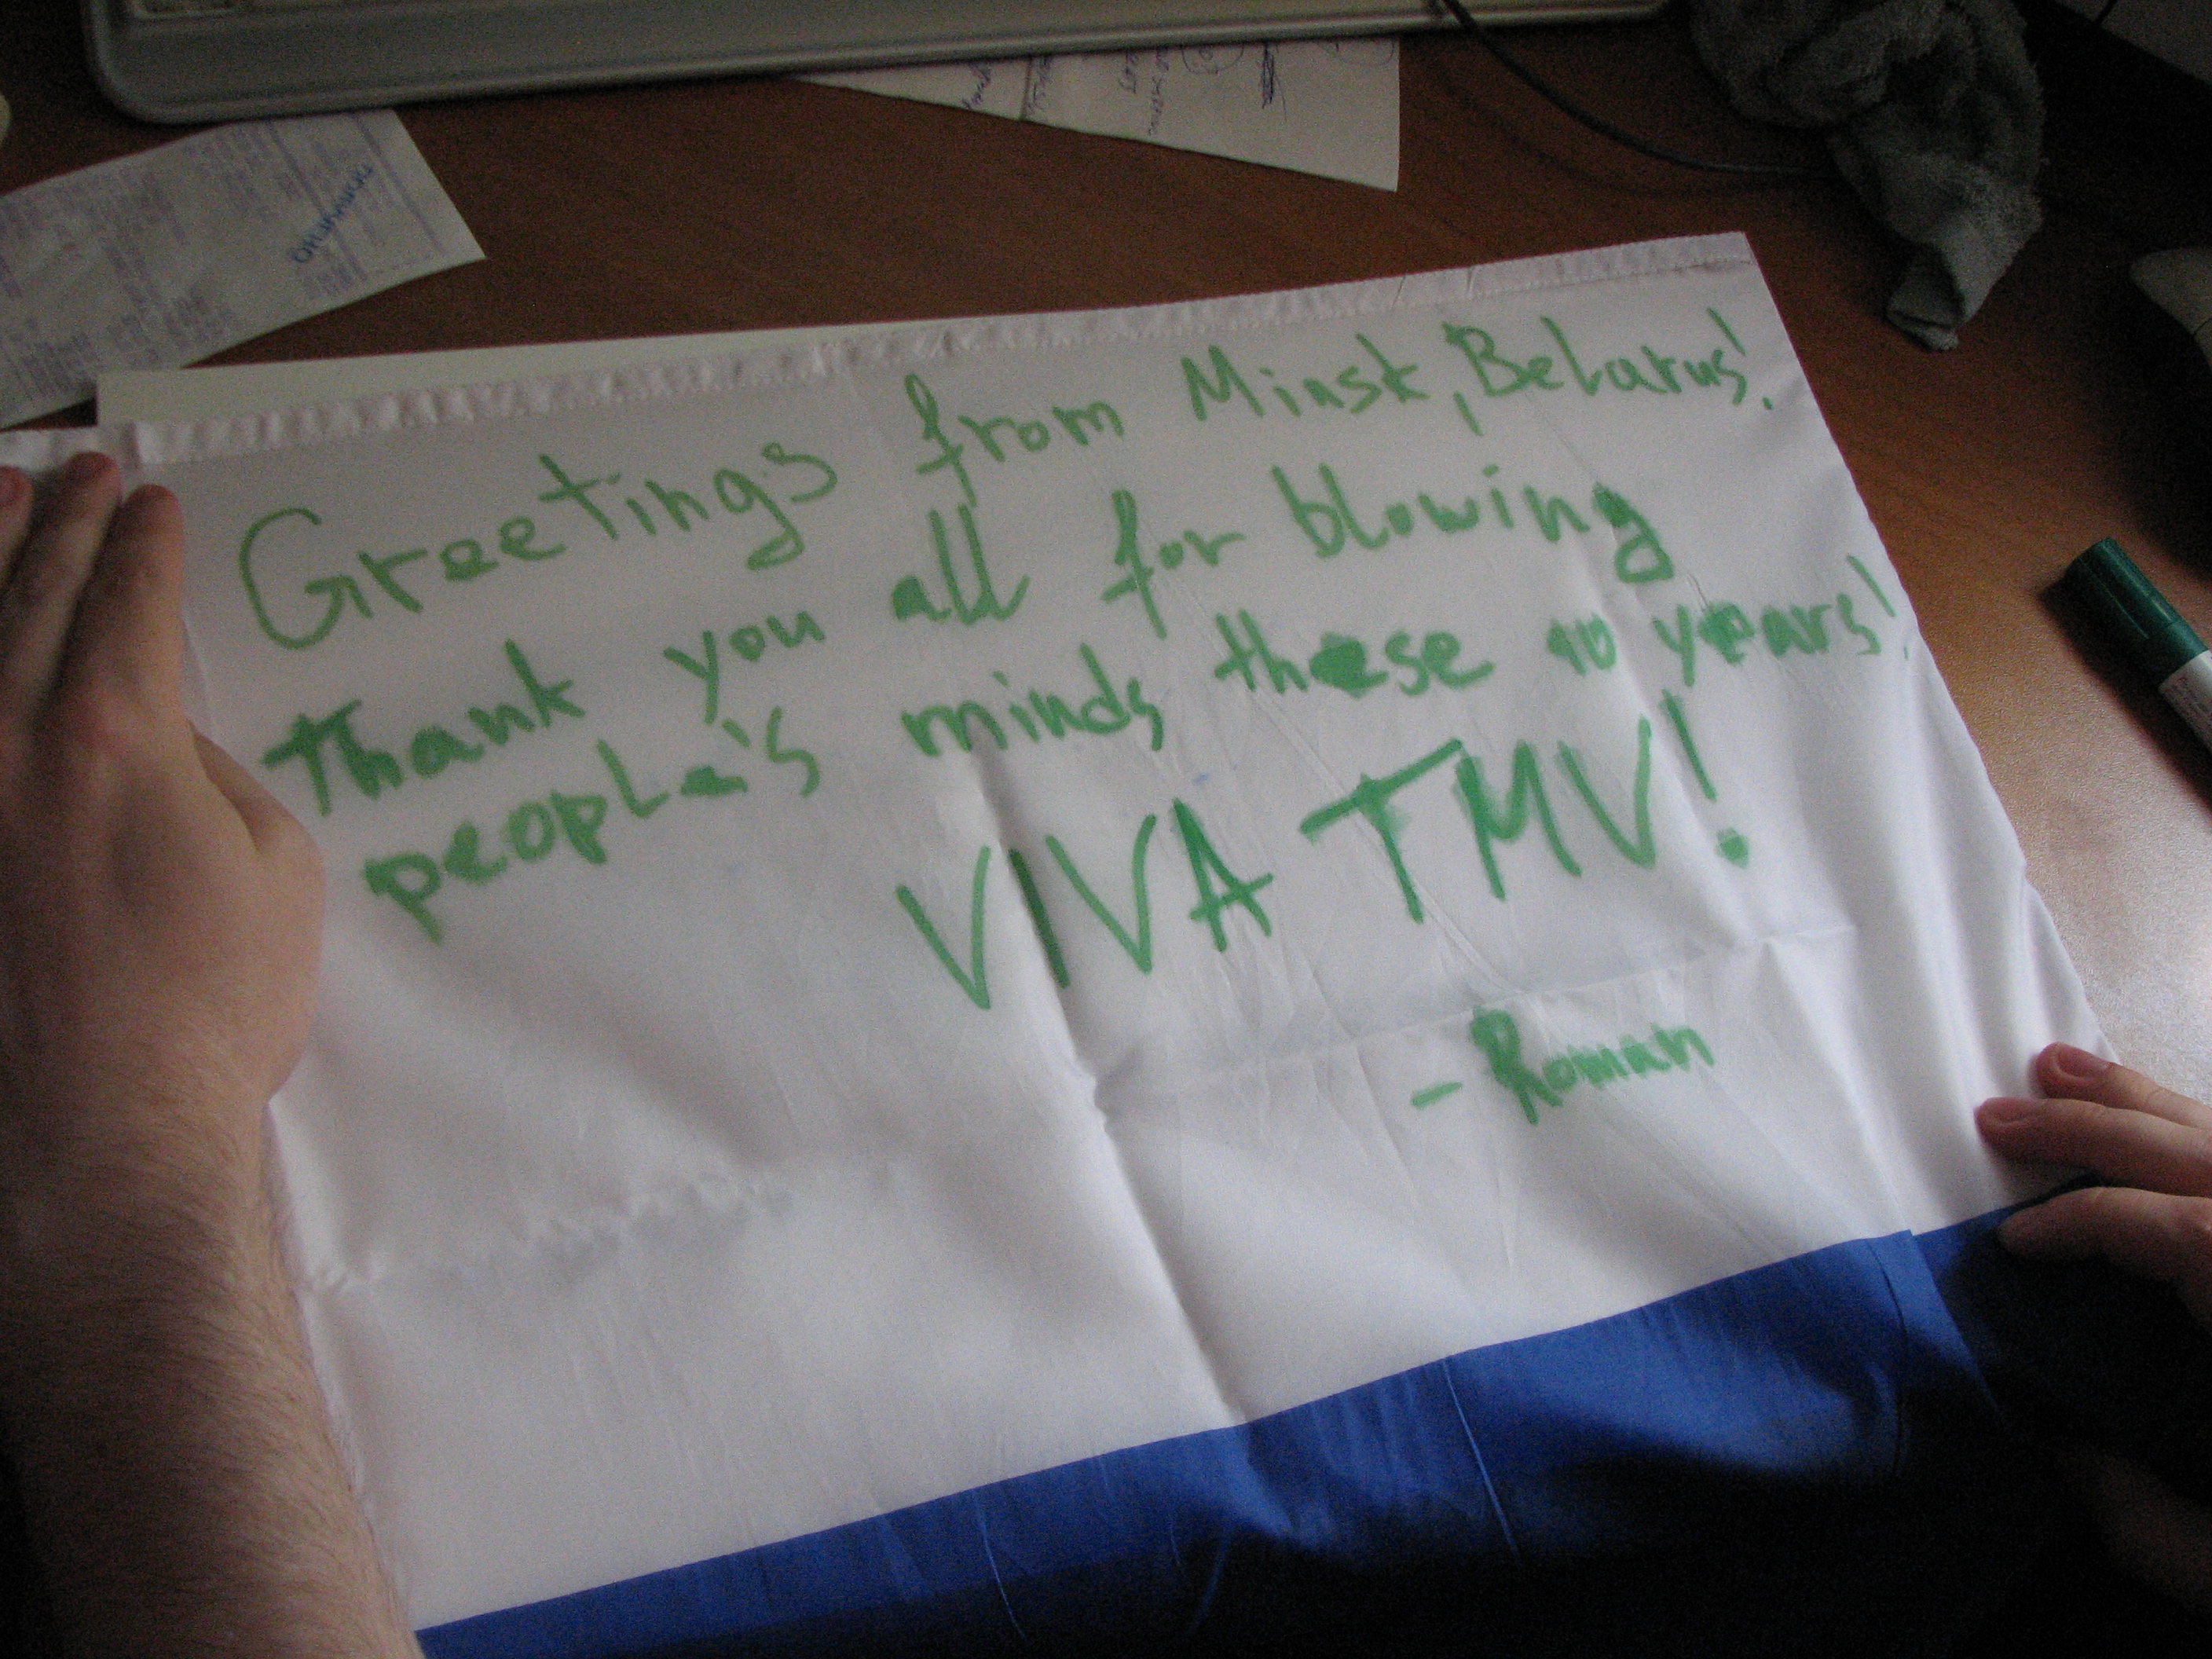 Greetings from Minsk, Belarus!
Thank you all for blowing
people's minds these 10 years!
VIVA TMV!
- Roman